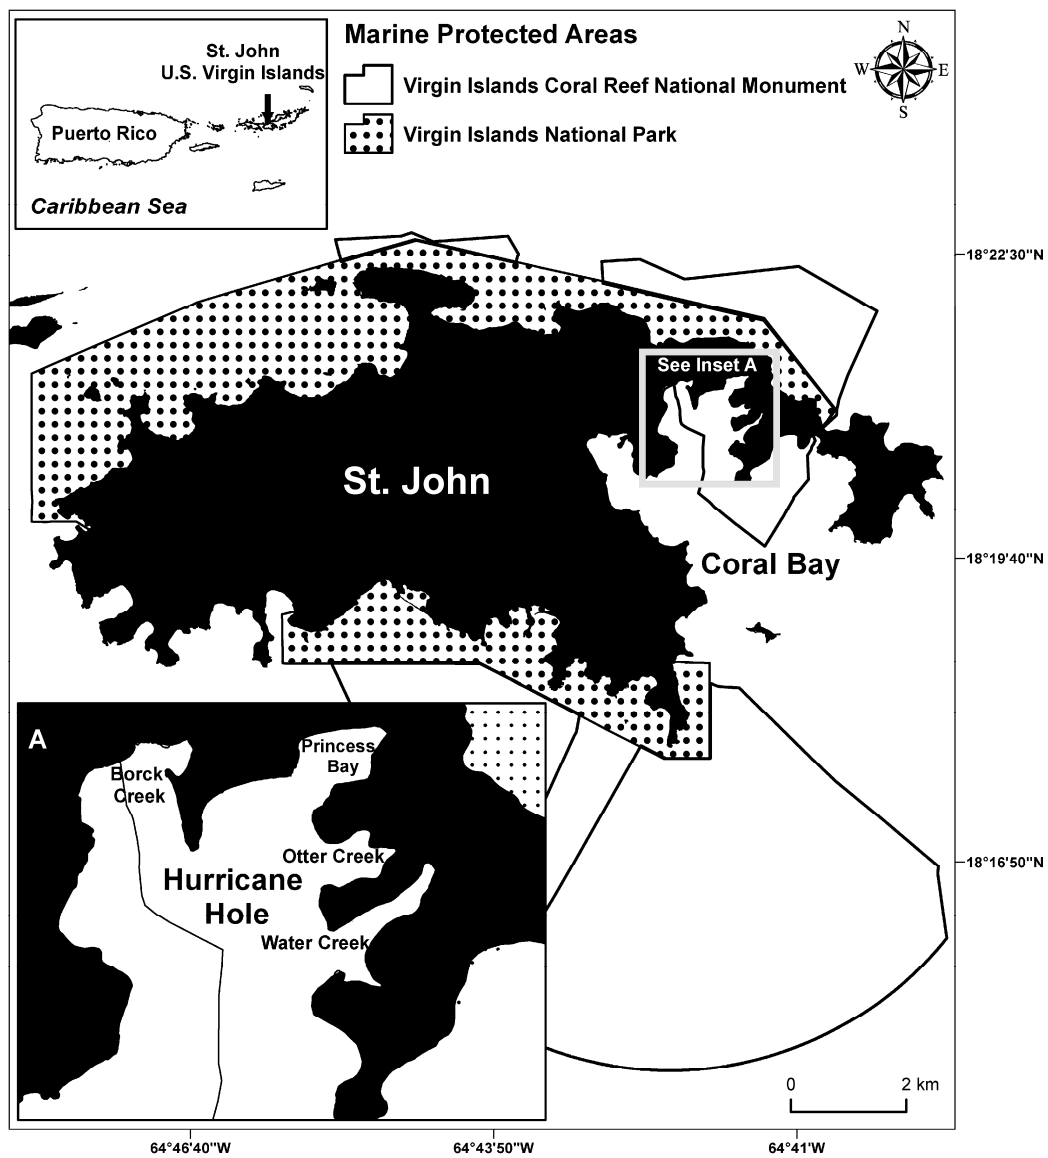 St. John
U.S. Virgin Islands
Puerto Rico
Caribbean Sea
Marine Protected Areas
Virgin Islands Coral Reef National Monument
Virgin Islands National Park
N
W
E
S
18°22'30"N
See Inset A
St. John
Coral Bay
18°19'40"N
A
Princess
Bay
Borck
Creek
Otter Creek
Hurricane
Hole
Water Creek
18°16'50"N
0
2 km
64°46'40"W
64°43'50"W
64°41'W